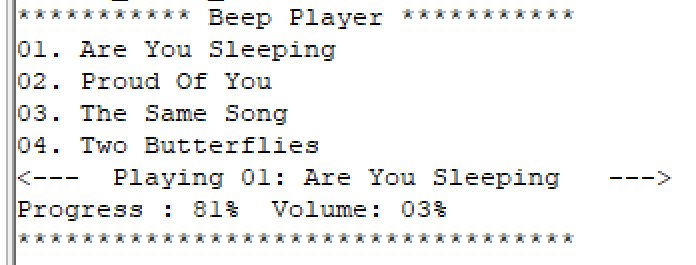 *********** Beep Player ***********
01. Are You Sleeping
02. Proud Of You
03. The Same Song
04. Two Butterflies
<---  Playing 01: Are You Sleeping   --->
Progress : 81%  Volume: 03%
***********************************